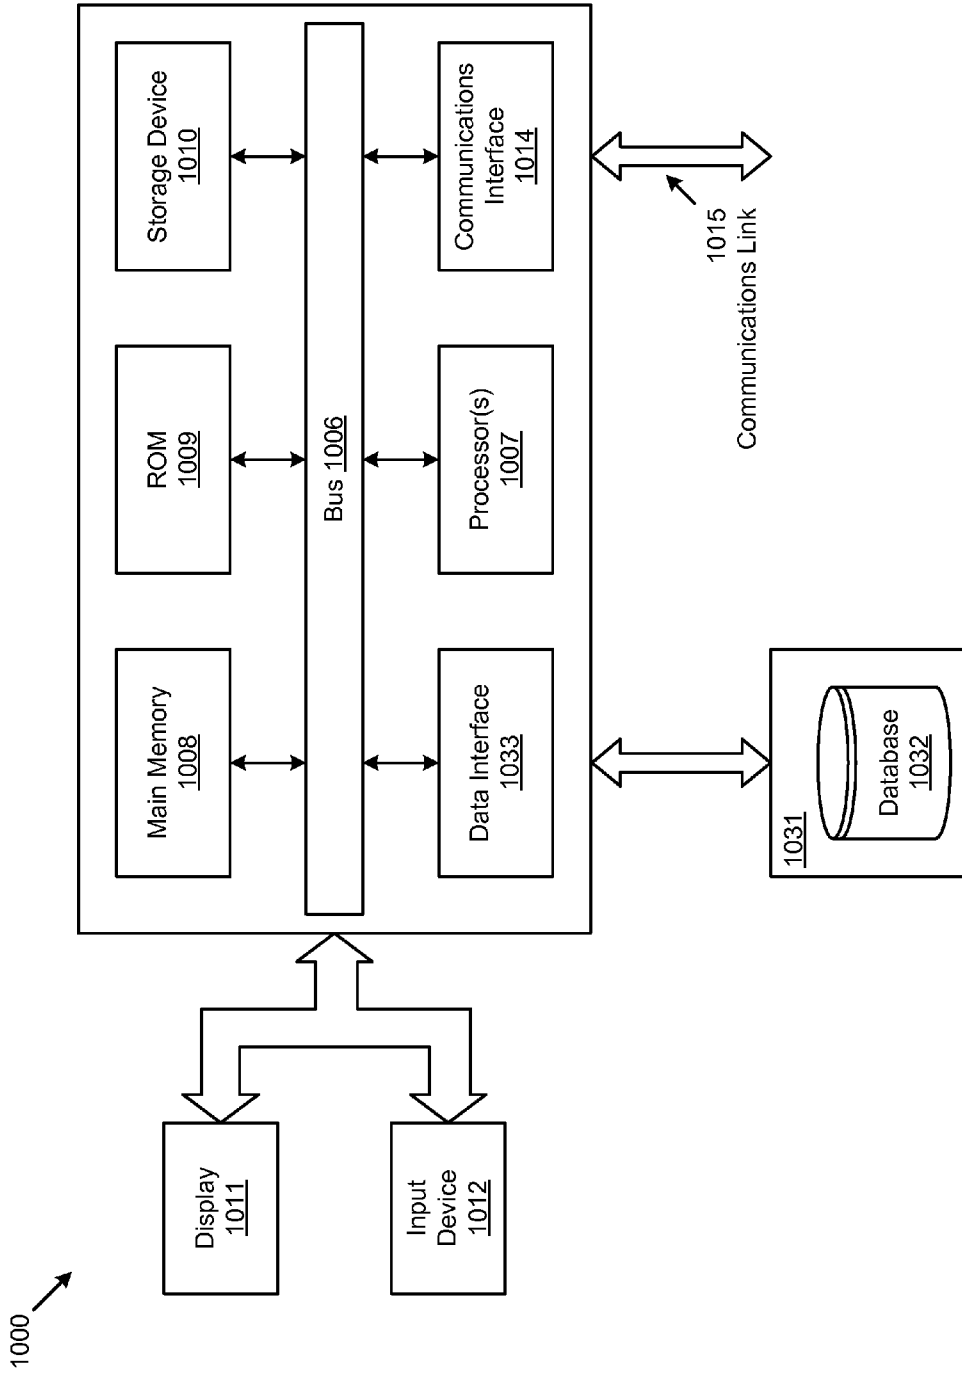 1000
Display
1011
Input
Device
1012
Main Memory
1008
ROM
1009
Storage Device
1010
Bus 1006
Data Interface
1033
Processor(s)
1007
Communications
Interface
1014
1015
Communications Link
1031
Database
1032